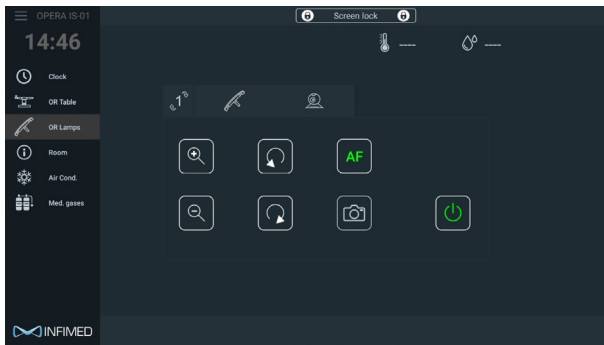 OPERA IS-01
Screen lock
14:46
---- ----
Clock
OR Table
1
OR Lamps
Room
AF
Air Cond.
Med. gases
INFIMED